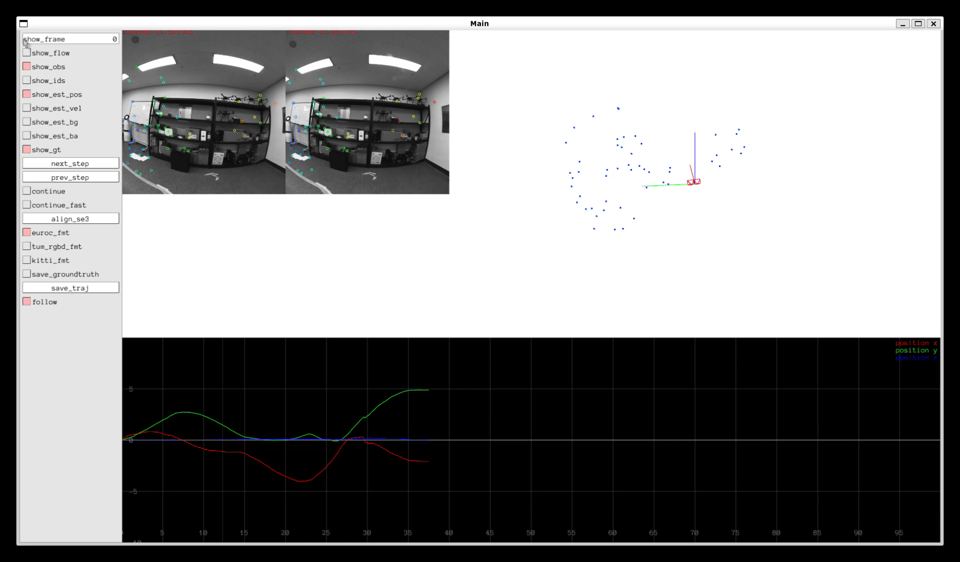 Main
show_frame 0
show_flow
show_obs
show_ids
show_est_pos
show_est_vel
show_est_bg
show_est_ba
show_gt
next_step
prev_step
continue
continue_fast
align_se3
euroc_fmt
tum_rgbd_fmt
kitti_fmt
save_groundtruth
save_traj
follow
position x
position y
position z
5
0
-5
5 10 15 20 25 30 35 40 45 50 55 60 65 70 75 80 85 90 95